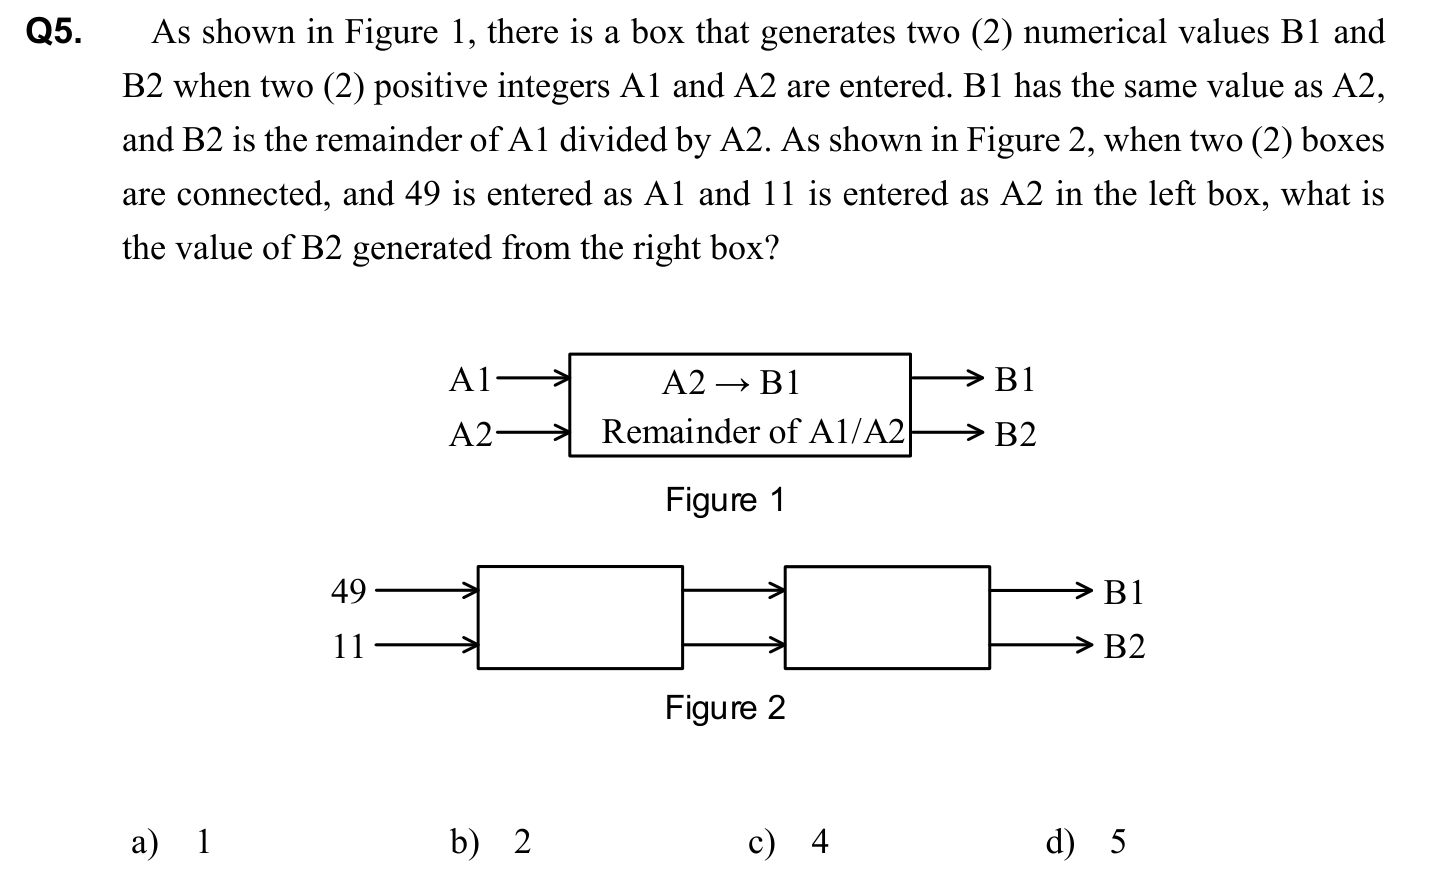 Q5. As shown in Figure 1, there is a box that generates two (2) numerical values B1 and
B2 when two (2) positive integers A1 and A2 are entered. B1 has the same value as A2,
and B2 is the remainder of A1 divided by A2. As shown in Figure 2, when two (2) boxes
are connected, and 49 is entered as A1 and 11 is entered as A2 in the left box, what is
the value of B2 generated from the right box?
A1 A2 → B1 B1
A2 Remainder of A1/A2 B2
Figure 1
49 B1
11 B2
Figure 2
a) 1 b) 2 c) 4 d) 5